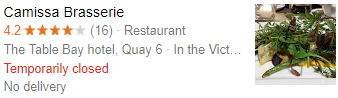 Camissa Brasserie
4.2 ★★★★★ (16) · Restaurant
The Table Bay hotel, Quay 6 · In the Vict...
Temporarily closed
No delivery